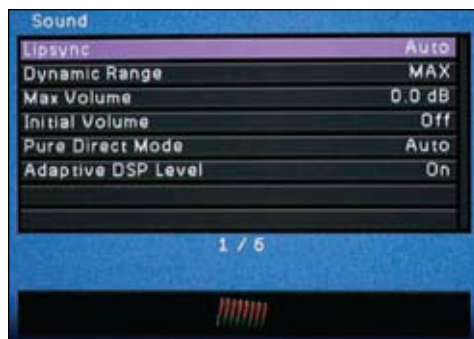 Sound
Lipsync Auto
Dynamic Range MAX
Max Volume 0.0 dB
Initial Volume Off
Pure Direct Mode Auto
Adaptive DSP Level On
1 / 6